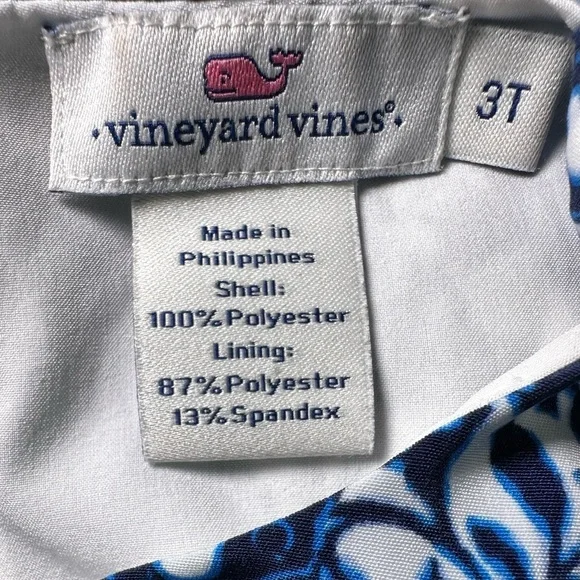 ·vineyard vines®·
3T
Made in
Philippines
Shell:
100% Polyester
Lining:
87% Polyester
13% Spandex